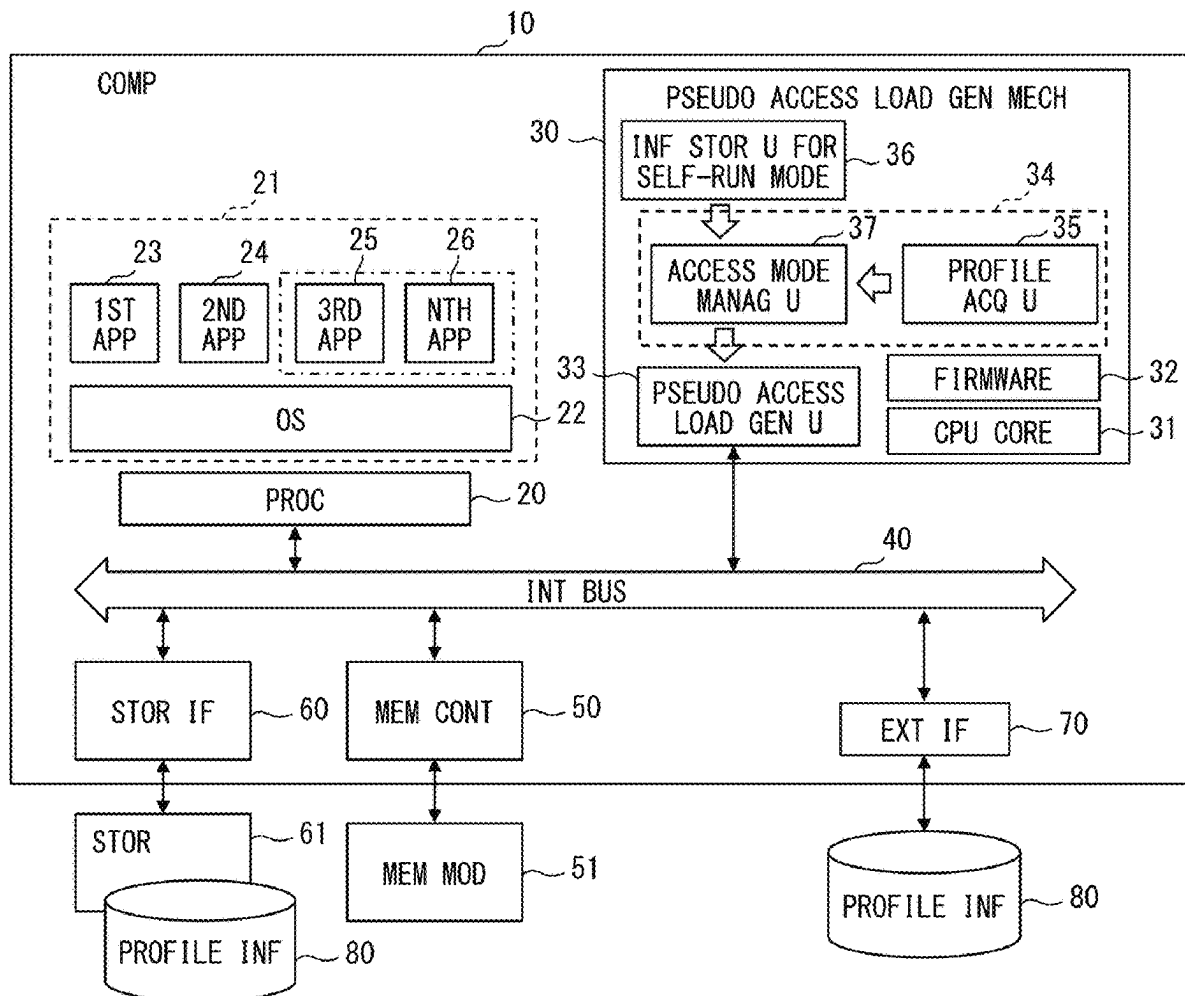 10
COMP
PSEUDO ACCESS LOAD GEN MECH
30
INF STOR U FOR
SELF-RUN MODE
36
34
21
37
35
23
24
25
26
1ST
APP
2ND
APP
3RD
APP
NTH
APP
ACCESS MODE
MANAG U
PROFILE
ACQ U
33
PSEUDO ACCESS
LOAD GEN U
FIRMWARE
32
OS
22
CPU CORE
31
PROC
20
40
INT BUS
STOR IF
60
MEM CONT
50
EXT IF
70
STOR
61
MEM MOD
51
PROFILE INF
80
PROFILE INF
80